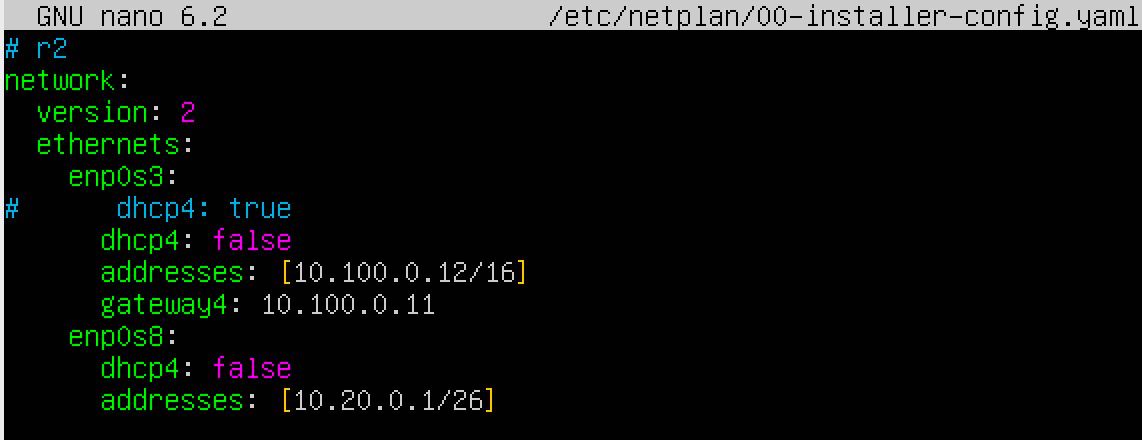 GNU nano 6.2 /etc/netplan/00-installer-config.yaml
# r2
network:
  version: 2
  ethernets:
    enp0s3:
#      dhcp4: true
      dhcp4: false
      addresses: [10.100.0.12/16]
      gateway4: 10.100.0.11
    enp0s8:
      dhcp4: false
      addresses: [10.20.0.1/26]